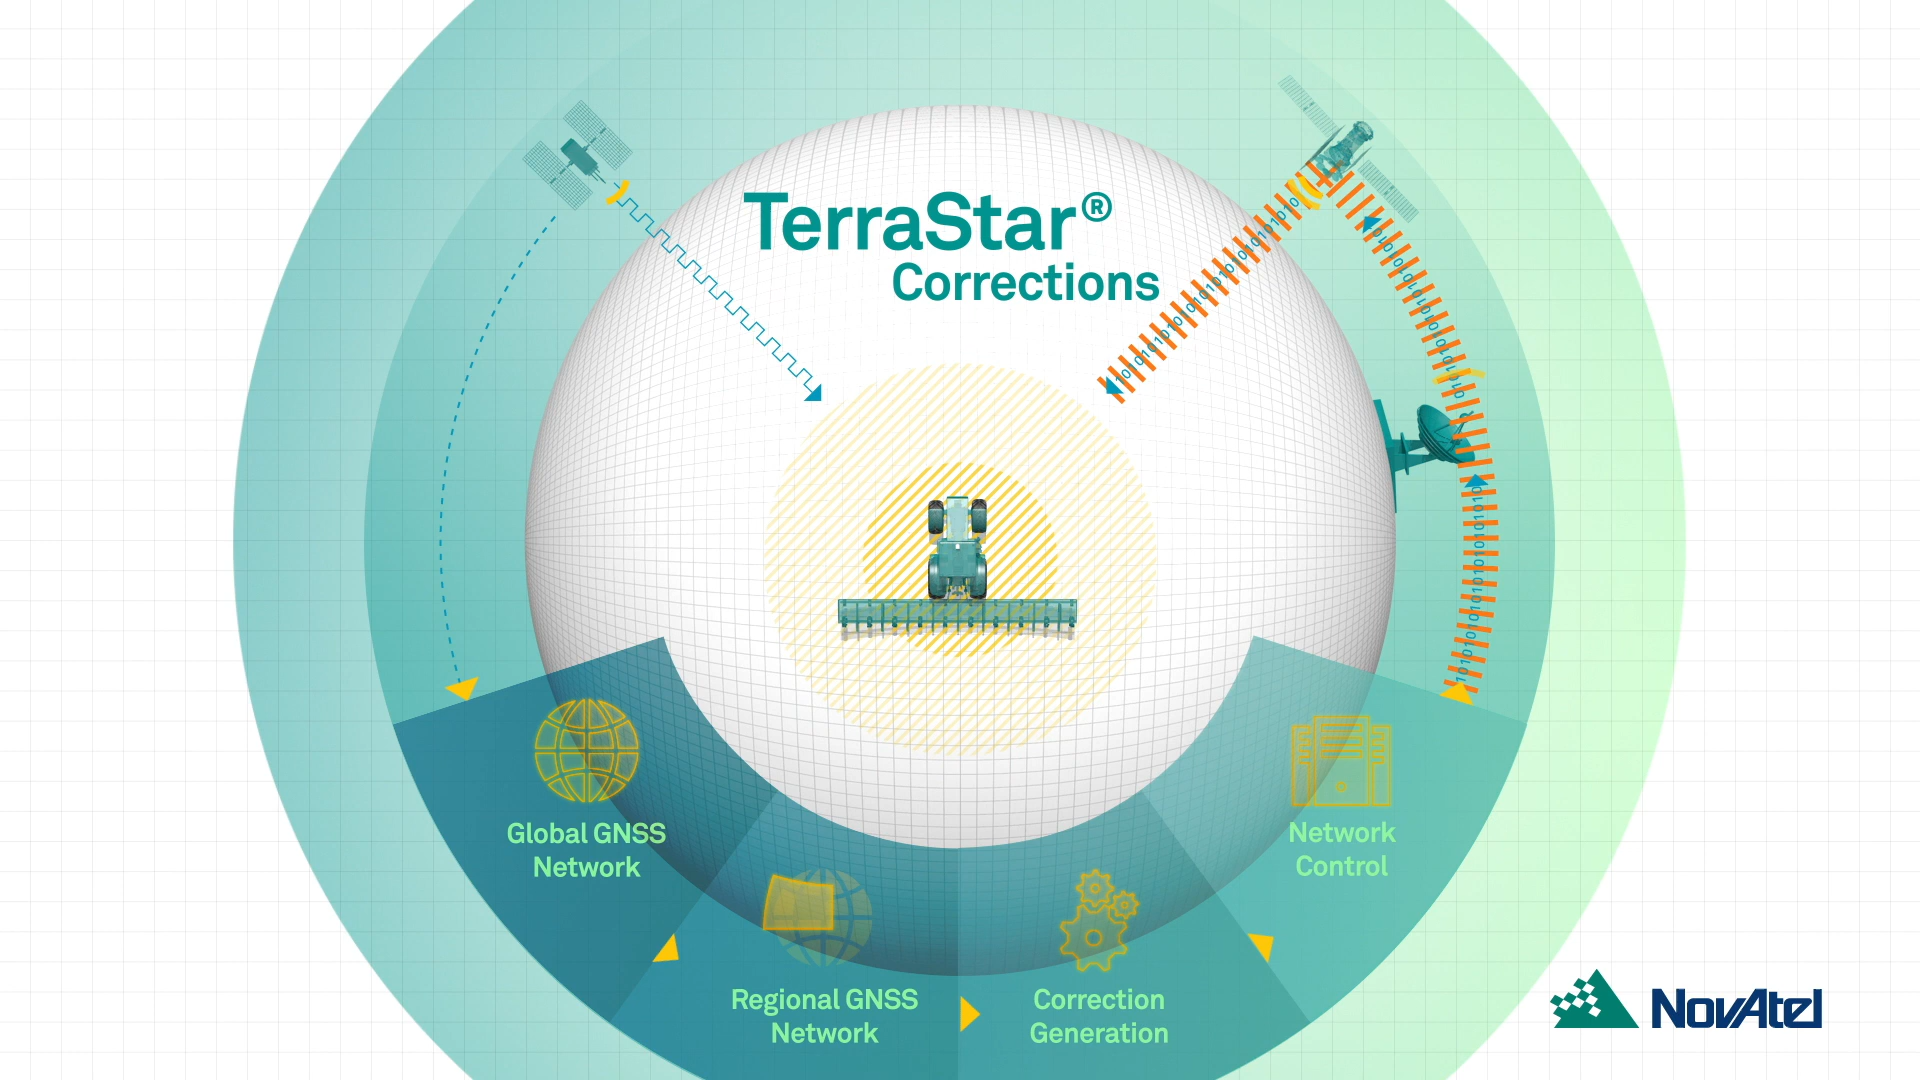 TerraStar®
Corrections
Global GNSS
Network
Regional GNSS
Network
Correction
Generation
Network
Control
NovAtel